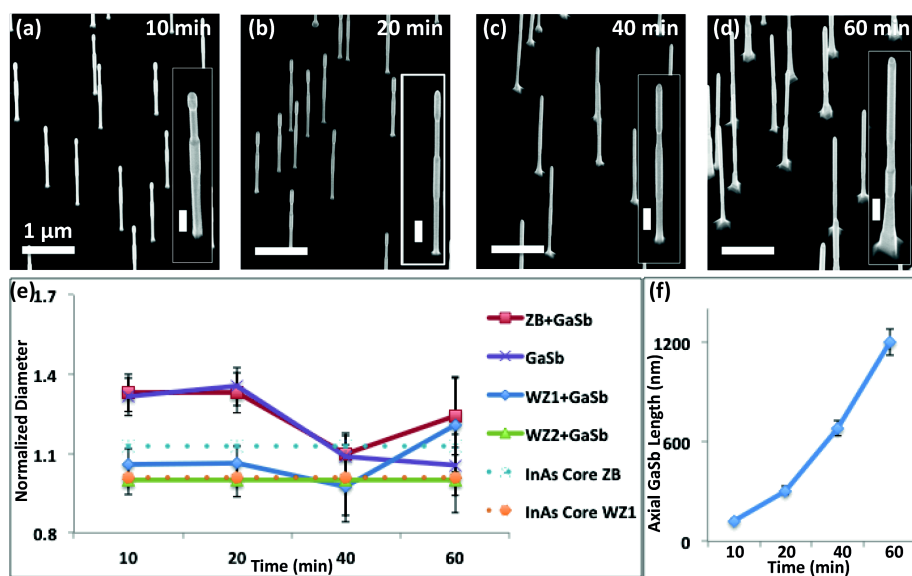 (a) 10 min
(b) 20 min
(c) 40 min
(d) 60 min
1 μm
(e)
1.7
1.4
1.1
0.8
Normalized Diameter
10 20 40 60
Time (min)
ZB+GaSb
GaSb
WZ1+GaSb
WZ2+GaSb
InAs Core ZB
InAs Core WZ1
(f)
Axial GaSb Length (nm)
1200
600
0
10 20 40 60
Time (min)